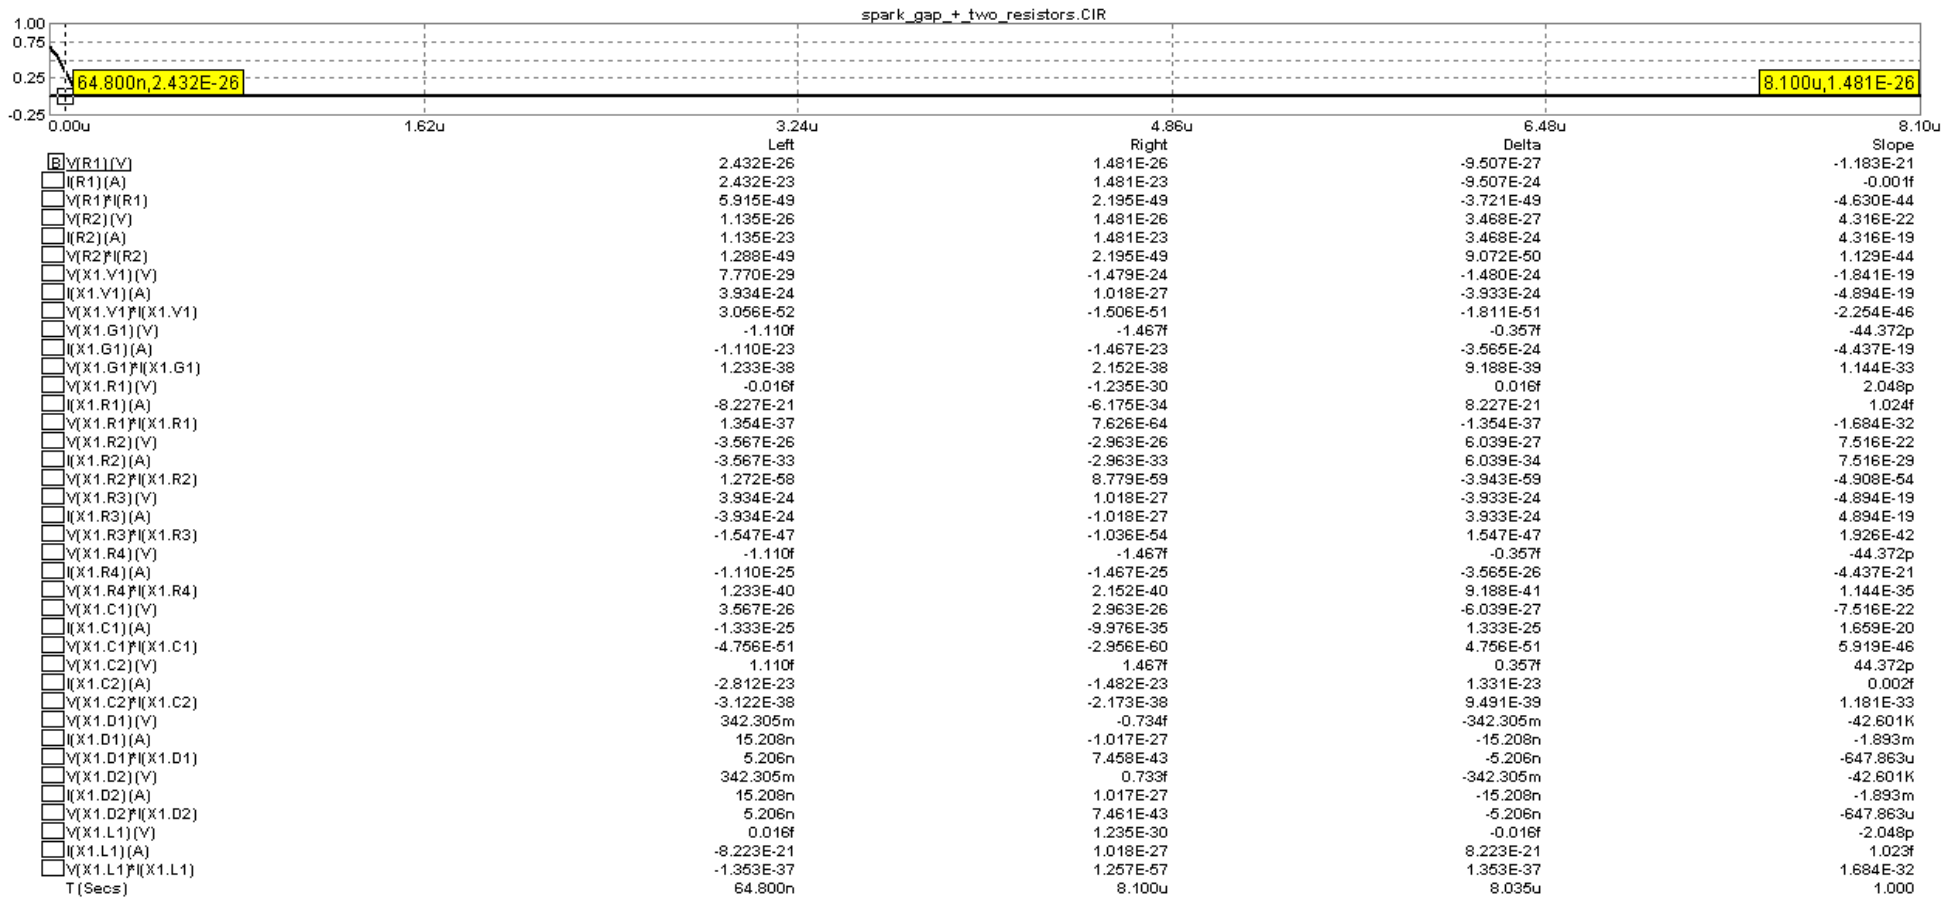 spark_gap_+_two_resistors.CIR
1.00
0.75
0.25
-0.25
64.800n,2.432E-26
8.100u,1.481E-26
0.00u 1.62u 3.24u 4.86u 6.48u 8.10u
Left Right Delta Slope
B V(R1)(V) 2.432E-26 1.481E-26 -9.507E-27 -1.183E-21
I(R1)(A) 2.432E-23 1.481E-23 -9.507E-24 -0.001f
V(R1)*I(R1) 5.915E-49 2.195E-49 -3.721E-49 -4.630E-44
V(R2)(V) 1.135E-26 1.481E-26 3.468E-27 4.316E-22
I(R2)(A) 1.135E-23 1.481E-23 3.468E-24 4.316E-19
V(R2)*I(R2) 1.288E-49 2.195E-49 9.072E-50 1.129E-44
V(X1.V1)(V) 7.770E-29 -1.479E-24 -1.480E-24 -1.841E-19
I(X1.V1)(A) 3.934E-24 1.018E-27 -3.933E-24 -4.894E-19
V(X1.V1)*I(X1.V1) 3.056E-52 -1.506E-51 -1.811E-51 -2.254E-46
V(X1.G1)(V) -1.110f -1.467f -0.357f -44.372p
I(X1.G1)(A) -1.110E-23 -1.467E-23 -3.565E-24 -4.437E-19
V(X1.G1)*I(X1.G1) 1.233E-38 2.152E-38 9.188E-39 1.144E-33
V(X1.R1)(V) -0.016f -1.235E-30 0.016f 2.048p
I(X1.R1)(A) -8.227E-21 -6.175E-34 8.227E-21 1.024f
V(X1.R1)*I(X1.R1) 1.354E-37 7.626E-64 -1.354E-37 -1.684E-32
V(X1.R2)(V) -3.567E-26 -2.963E-26 6.039E-27 7.516E-22
I(X1.R2)(A) -3.567E-33 -2.963E-33 6.039E-34 7.516E-29
V(X1.R2)*I(X1.R2) 1.272E-58 8.779E-59 -3.943E-59 -4.908E-54
V(X1.R3)(V) 3.934E-24 1.018E-27 -3.933E-24 -4.894E-19
I(X1.R3)(A) -3.934E-24 -1.018E-27 3.933E-24 4.894E-19
V(X1.R3)*I(X1.R3) -1.547E-47 -1.036E-54 1.547E-47 1.926E-42
V(X1.R4)(V) -1.110f -1.467f -0.357f -44.372p
I(X1.R4)(A) -1.110E-25 -1.467E-25 -3.565E-26 -4.437E-21
V(X1.R4)*I(X1.R4) 1.233E-40 2.152E-40 9.188E-41 1.144E-35
V(X1.C1)(V) 3.567E-26 2.963E-26 -6.039E-27 -7.516E-22
I(X1.C1)(A) -1.333E-25 -9.976E-35 1.333E-25 1.659E-20
V(X1.C1)*I(X1.C1) -4.756E-51 -2.956E-60 4.756E-51 5.919E-46
V(X1.C2)(V) 1.110f 1.467f 0.357f 44.372p
I(X1.C2)(A) -2.812E-23 -1.482E-23 1.331E-23 0.002f
V(X1.C2)*I(X1.C2) -3.122E-38 -2.173E-38 9.491E-39 1.181E-33
V(X1.D1)(V) 342.305m -0.734f -342.305m -42.601K
I(X1.D1)(A) 15.208n -1.017E-27 -15.208n -1.893m
V(X1.D1)*I(X1.D1) 5.206n 7.458E-43 -5.206n -647.863u
V(X1.D2)(V) 342.305m 0.733f -342.305m -42.601K
I(X1.D2)(A) 15.208n 1.017E-27 -15.208n -1.893m
V(X1.D2)*I(X1.D2) 5.206n 7.461E-43 -5.206n -647.863u
V(X1.L1)(V) 0.016f 1.235E-30 -0.016f -2.048p
I(X1.L1)(A) -8.223E-21 1.018E-27 8.223E-21 1.023f
V(X1.L1)*I(X1.L1) -1.353E-37 1.257E-57 1.353E-37 1.684E-32
T (Secs) 64.800n 8.100u 8.035u 1.000